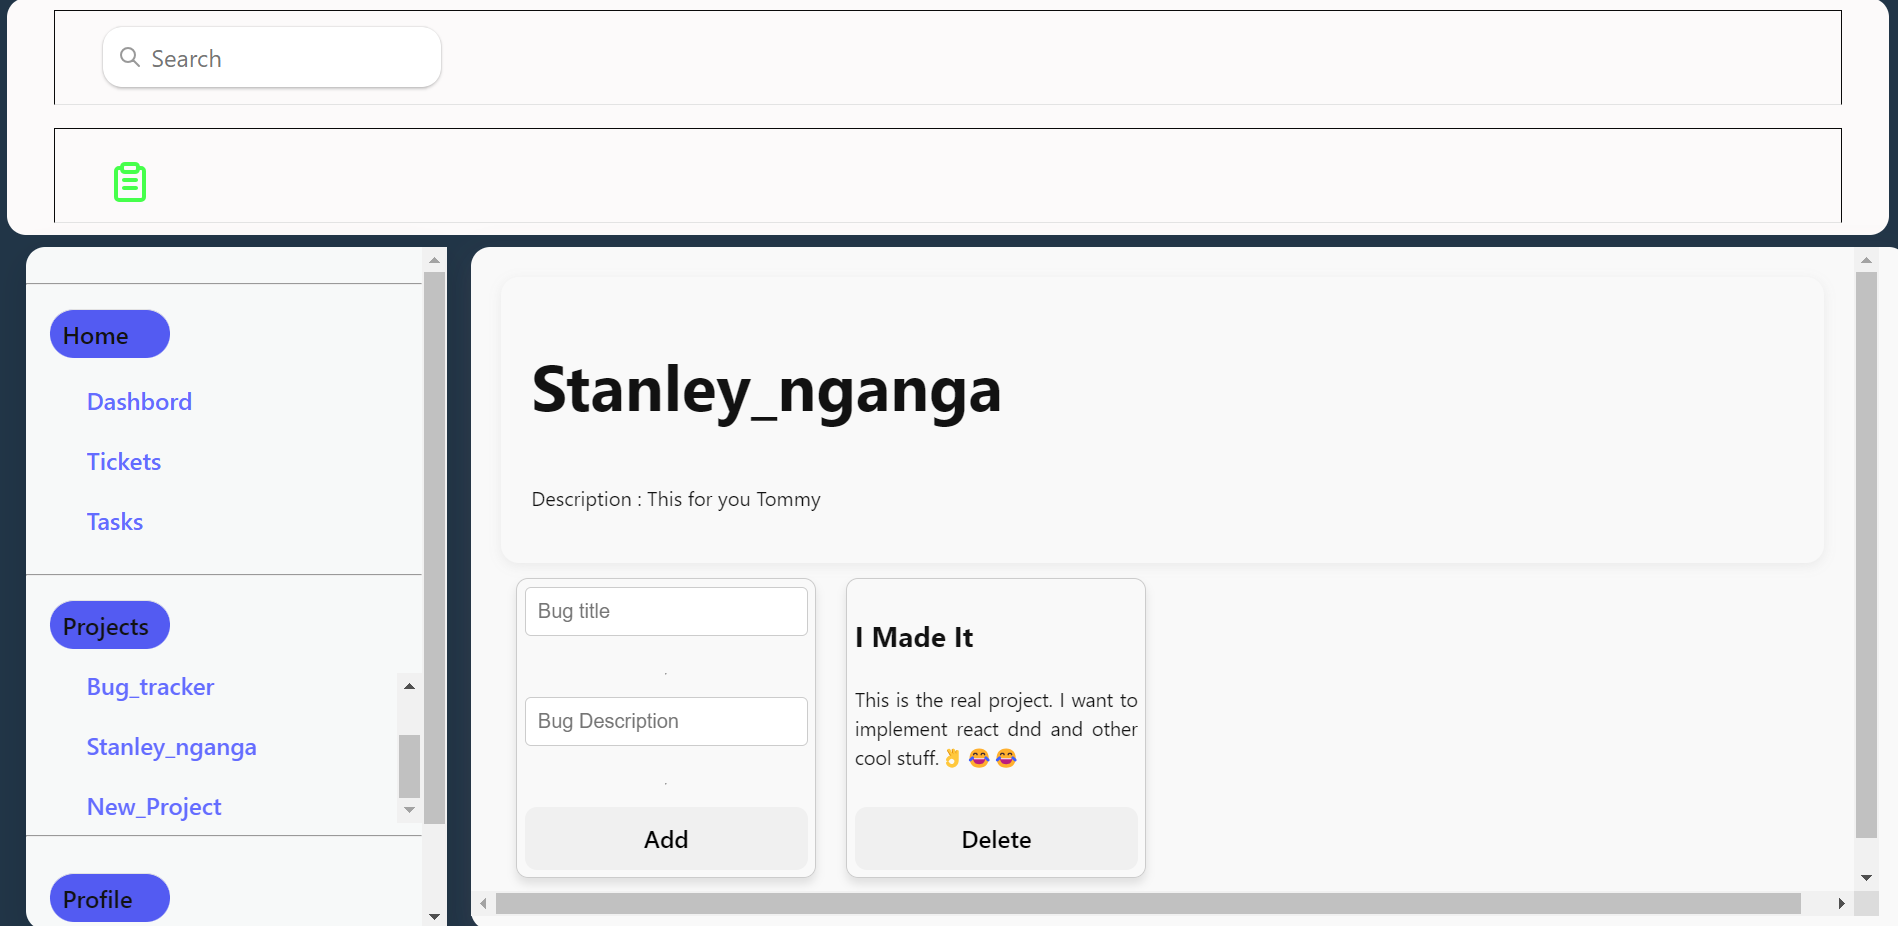 Search
Home
Dashbord
Tickets
Tasks
Projects
Bug_tracker
Stanley_nganga
New_Project
Profile
Stanley_nganga
Description : This for you Tommy
Bug title
.
Bug Description
.
Add
I Made It
This is the real project. I want to
implement react dnd and other
cool stuff.👌😂😂
Delete